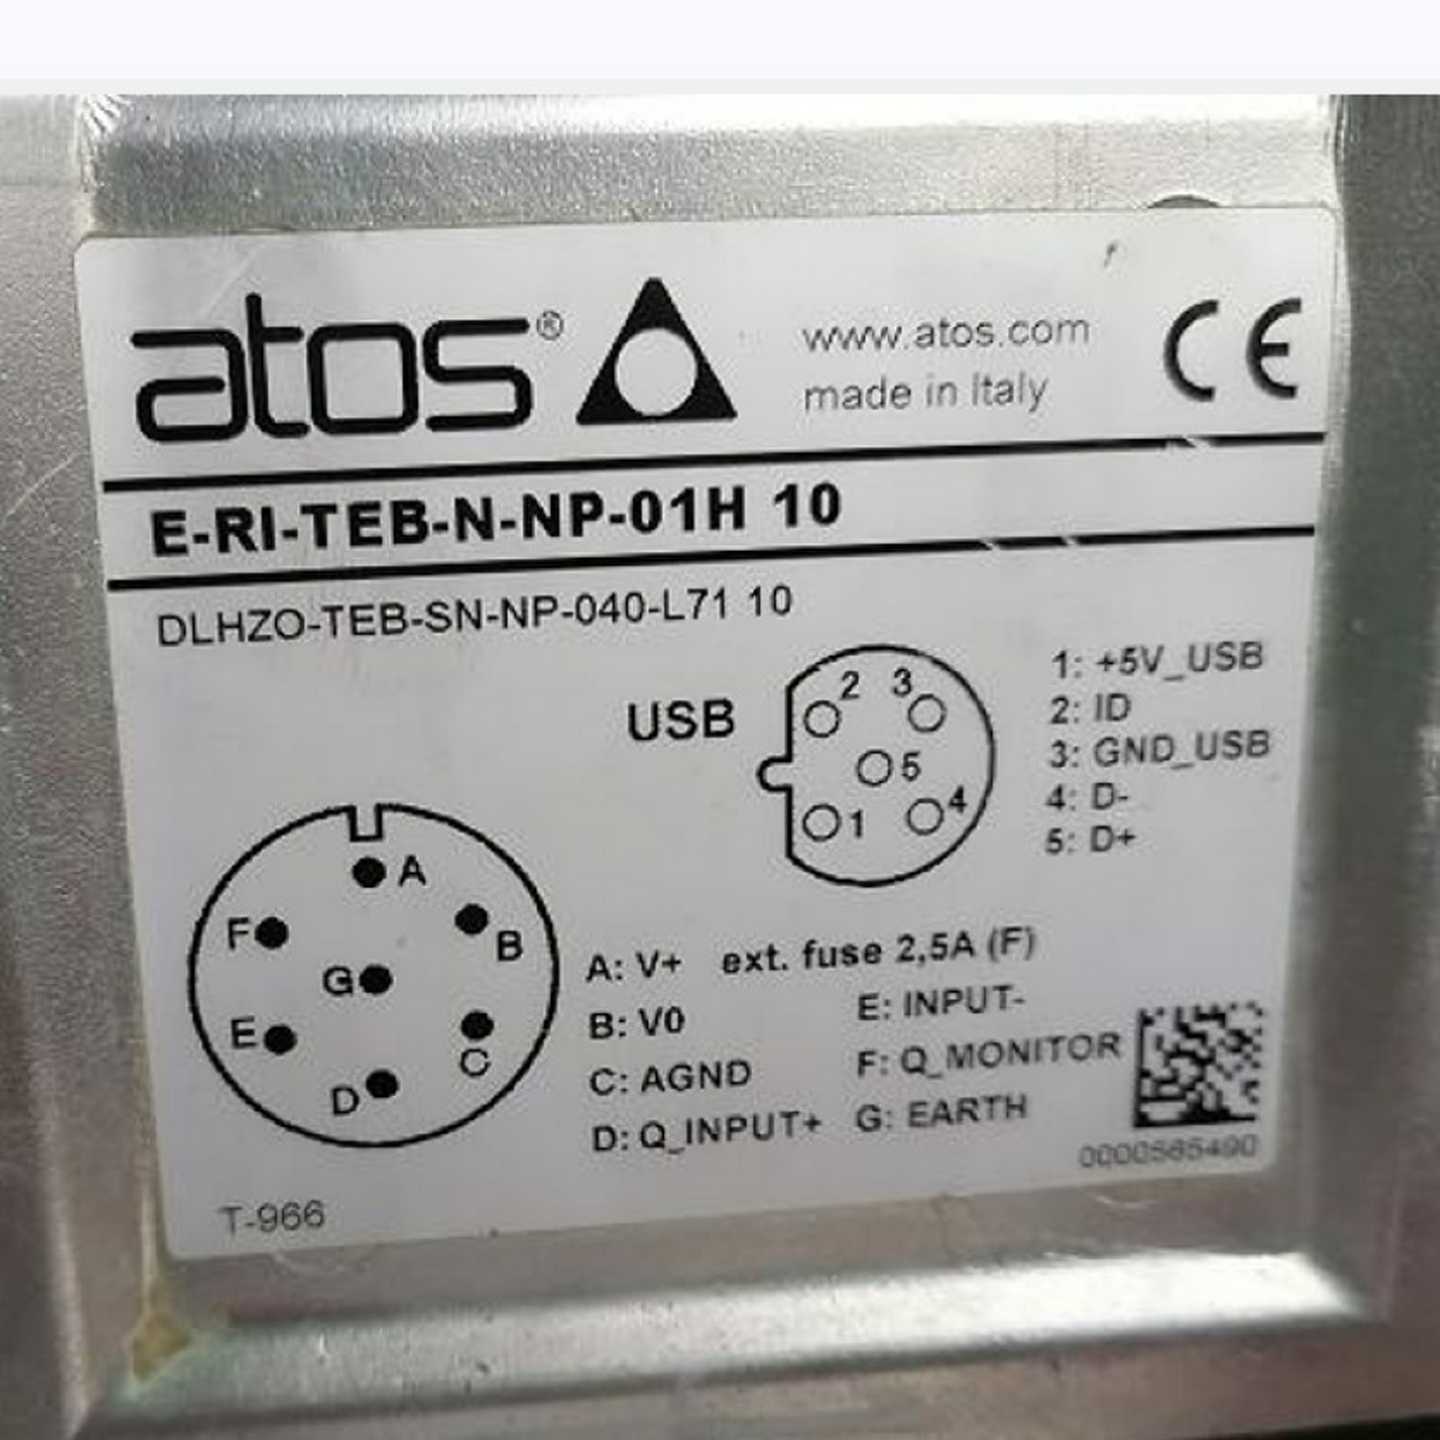 atos®
www.atos.com
made in Italy
CE
E-RI-TEB-N-NP-01H 10
DLHZO-TEB-SN-NP-040-L71 10
USB
2 3
5
1 4
1: +5V_USB
2: ID
3: GND_USB
4: D-
5: D+
A
F B
G
E C
D
A: V+ ext. fuse 2,5A (F)
B: V0
C: AGND
D: Q_INPUT+
E: INPUT-
F: Q_MONITOR
G: EARTH
0000565490
T-966